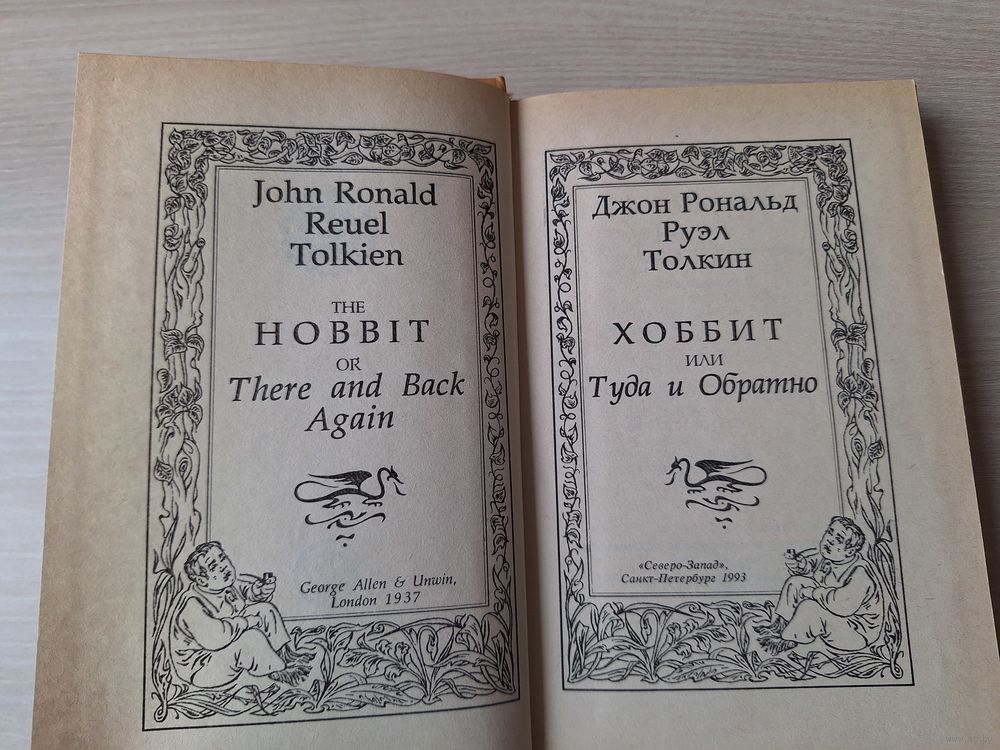 John Ronald
Reuel
Tolkien
THE
HOBBIT
OR
There and Back
Again
George Allen & Unwin,
London 1937
Джон Рональд
Руэл
Толкин
ХОББИТ
ИЛИ
Туда и Обратно
«Северо-Запад»,
Санкт-Петербург 1993